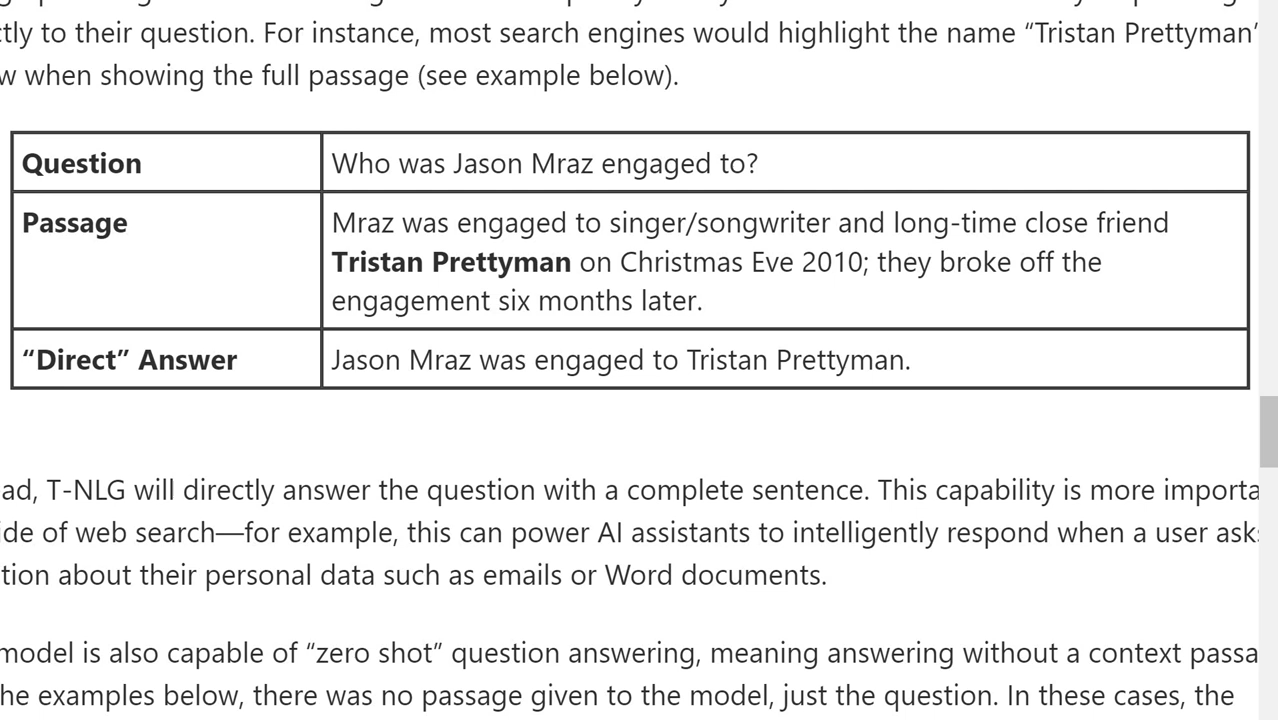 ctly to their question. For instance, most search engines would highlight the name “Tristan Prettyman”
w when showing the full passage (see example below).
Question
Who was Jason Mraz engaged to?
Passage
Mraz was engaged to singer/songwriter and long-time close friend
Tristan Prettyman on Christmas Eve 2010; they broke off the
engagement six months later.
“Direct” Answer
Jason Mraz was engaged to Tristan Prettyman.
ad, T-NLG will directly answer the question with a complete sentence. This capability is more importa
ide of web search—for example, this can power AI assistants to intelligently respond when a user asks
tion about their personal data such as emails or Word documents.
model is also capable of “zero shot” question answering, meaning answering without a context passa
he examples below, there was no passage given to the model, just the question. In these cases, the